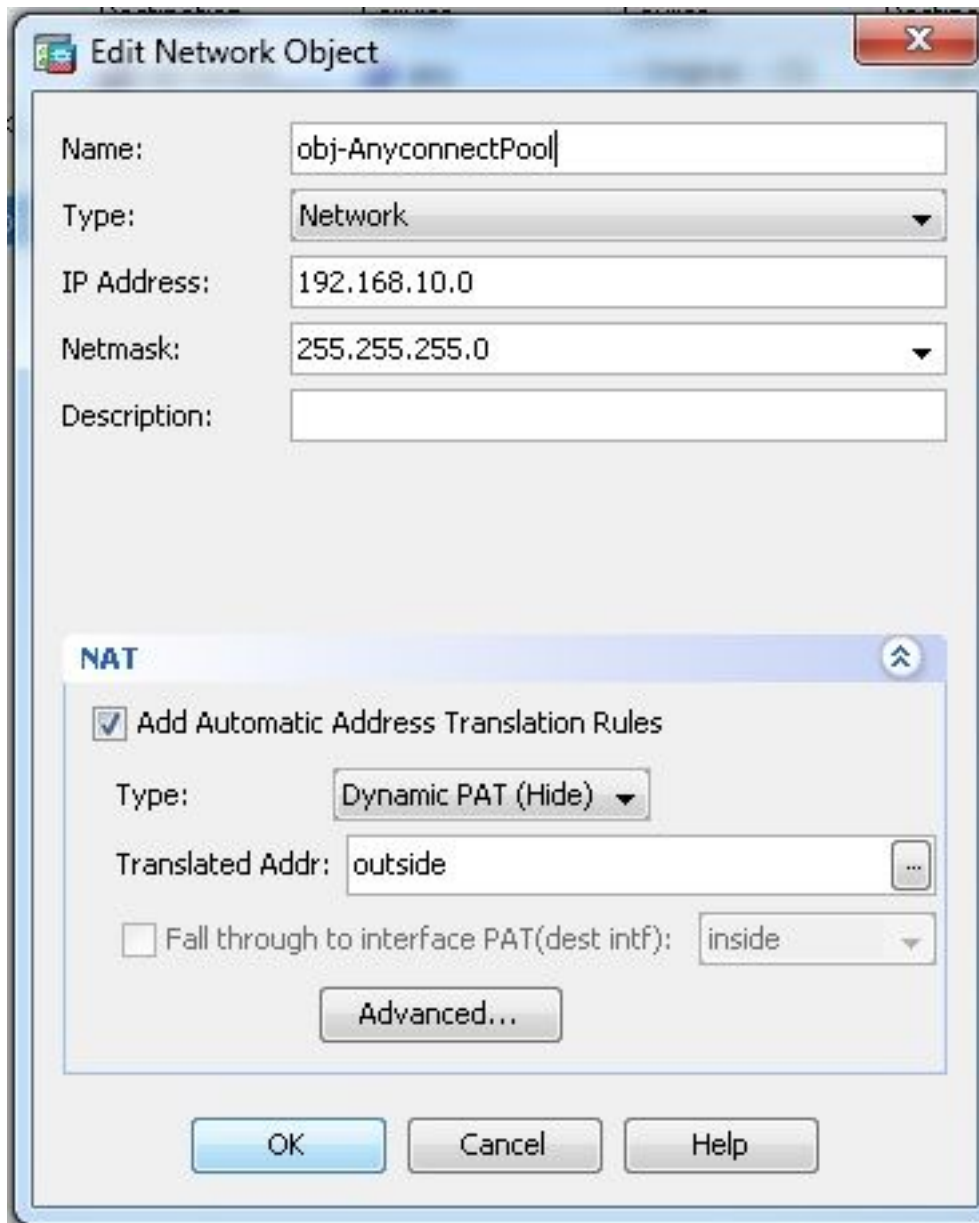 Edit Network Object
Name: obj-AnyconnectPool
Type: Network
IP Address: 192.168.10.0
Netmask: 255.255.255.0
Description:
NAT
Add Automatic Address Translation Rules
Type: Dynamic PAT (Hide)
Translated Addr: outside ...
Fall through to interface PAT(dest intf): inside
Advanced...
OK Cancel Help